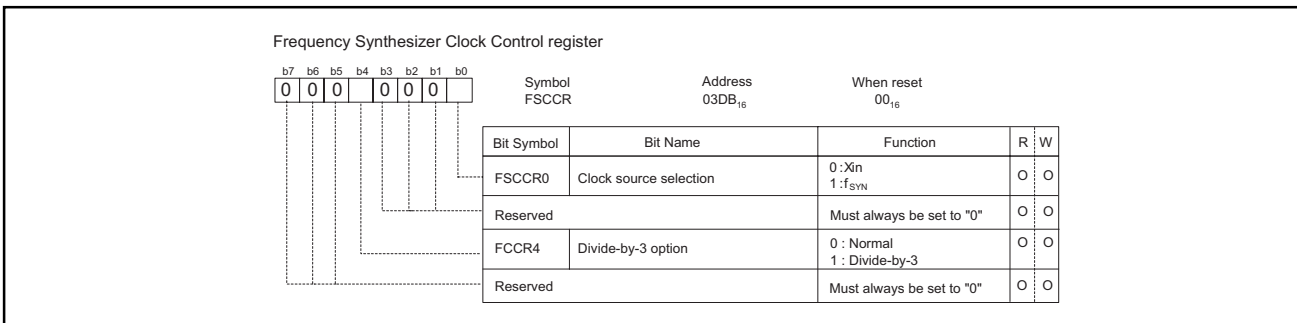 Frequency Synthesizer Clock Control register
b7 b6 b5 b4 b3 b2 b1 b0
0 0 0 0 0 0
Symbol Address When reset
FSCCR 03DB16 0016
Bit Symbol Bit Name Function R W
FSCCR0 Clock source selection 0 :Xin O O
1 :fSYN
Reserved Must always be set to "0" O O
FCCR4 Divide-by-3 option 0 : Normal O O
1 : Divide-by-3
Reserved Must always be set to "0" O O